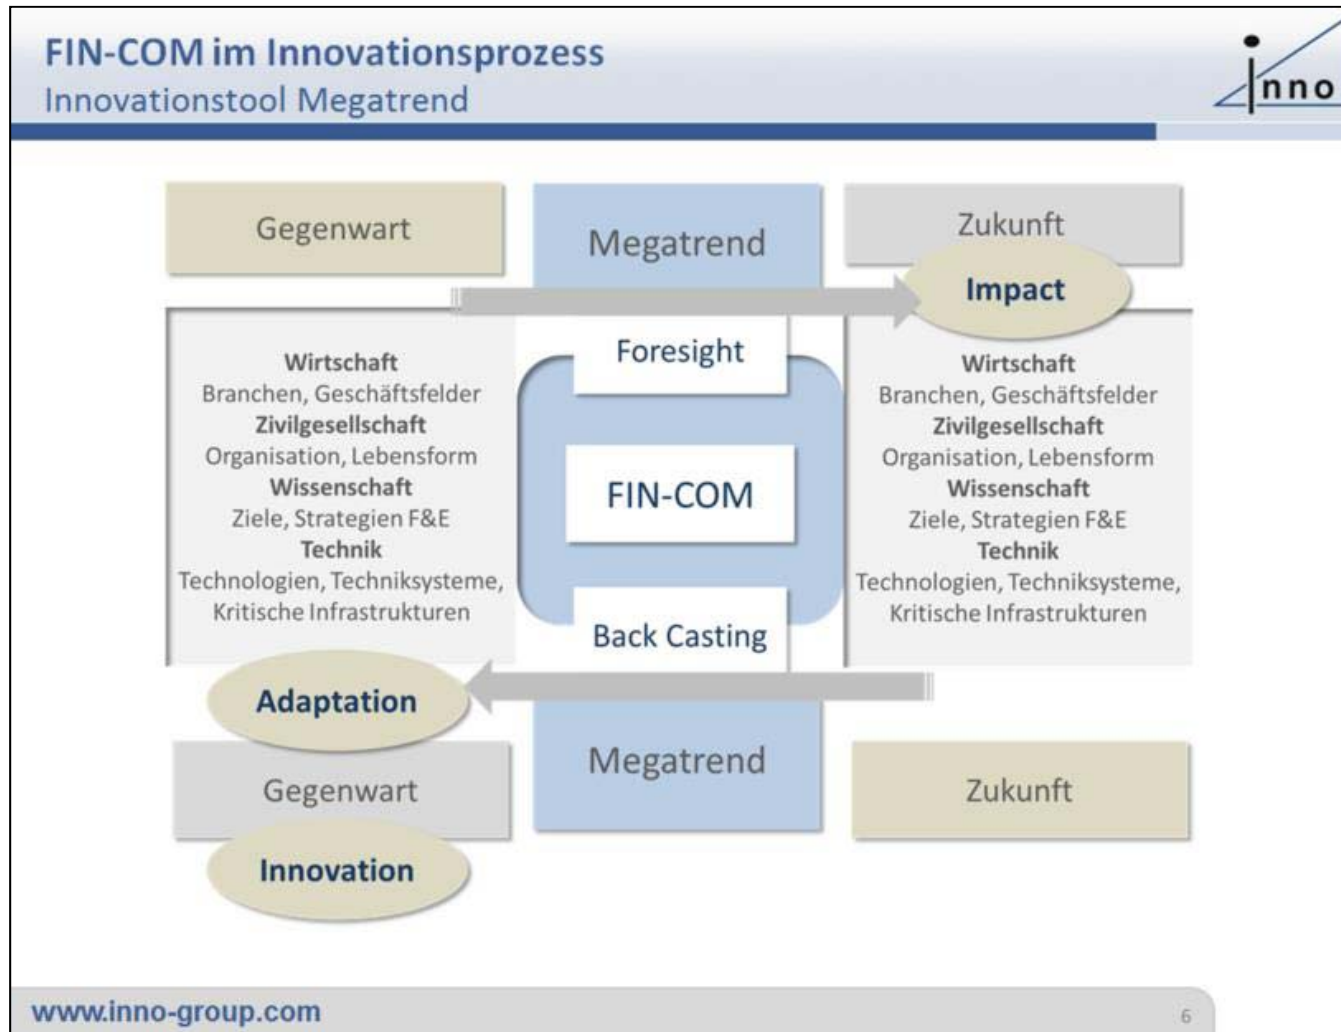 FIN-COM im Innovationsprozess
Innovationstool Megatrend
inno
Gegenwart
Megatrend
Zukunft
Impact
Wirtschaft
Branchen, Geschäftsfelder
Zivilgesellschaft
Organisation, Lebensform
Wissenschaft
Ziele, Strategien F&E
Technik
Technologien, Techniksysteme,
Kritische Infrastrukturen
Foresight
FIN-COM
Back Casting
Wirtschaft
Branchen, Geschäftsfelder
Zivilgesellschaft
Organisation, Lebensform
Wissenschaft
Ziele, Strategien F&E
Technik
Technologien, Techniksysteme,
Kritische Infrastrukturen
Adaptation
Gegenwart
Megatrend
Zukunft
Innovation
www.inno-group.com
6